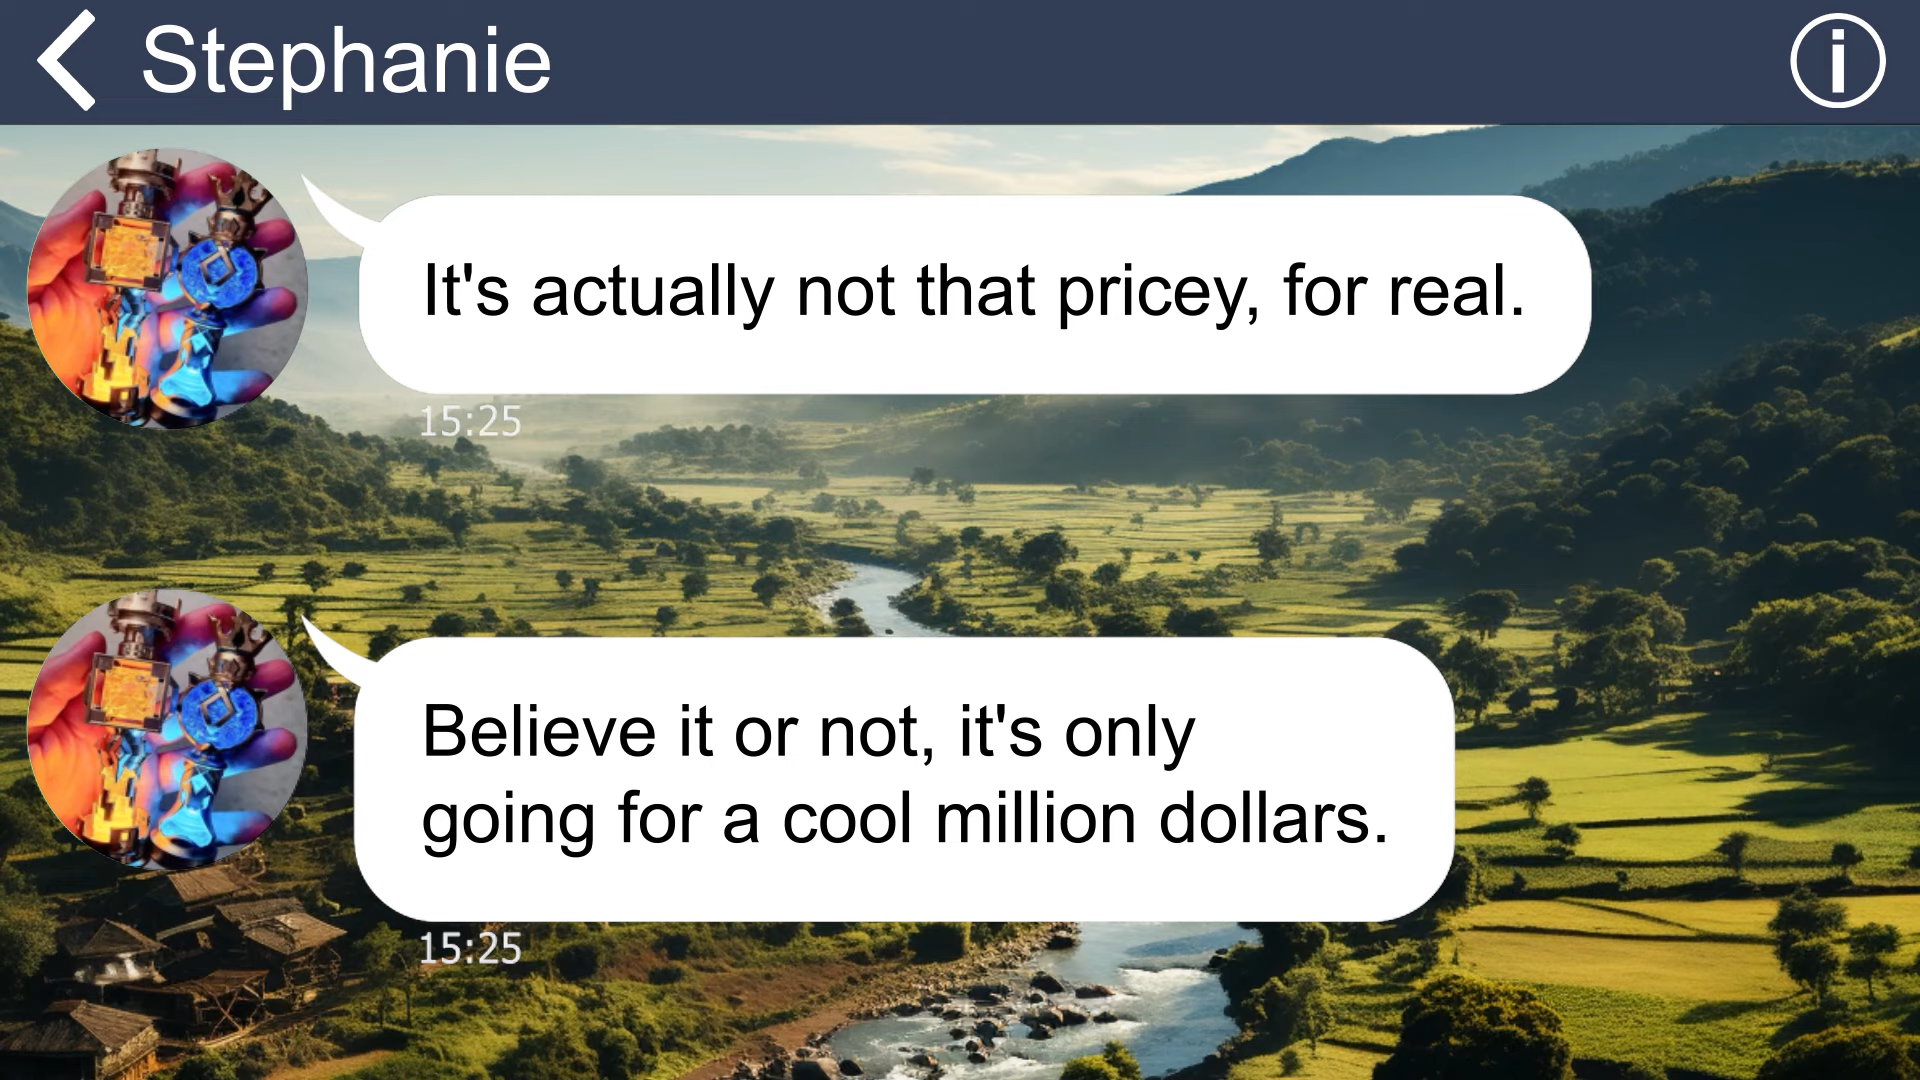 Stephanie
It's actually not that pricey, for real.
15:25
Believe it or not, it's only
going for a cool million dollars.
15:25